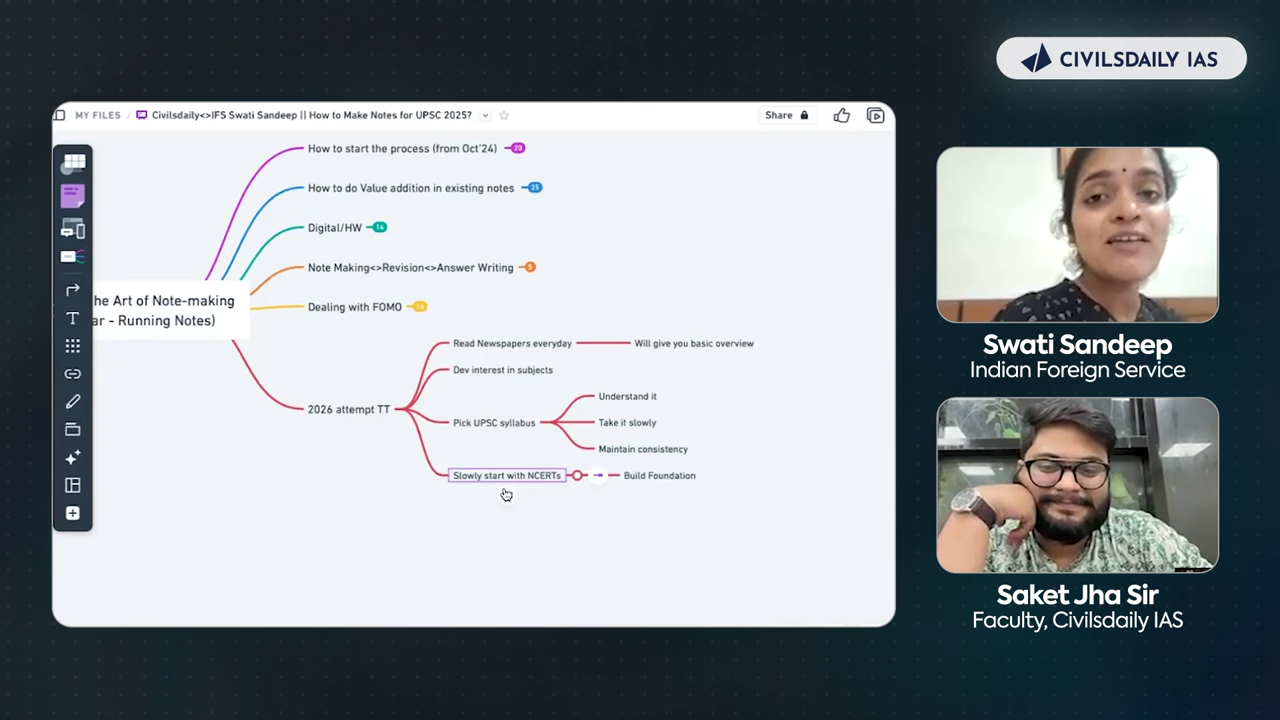 CIVILSDAILY IAS
MY FILES / Civilsdaily<>IFS Swati Sandeep || How to Make Notes for UPSC 2025?
Share
How to start the process (from Oct'24)
How to do Value addition in existing notes
25
Digital/HW
14
Note Making<>Revision<>Answer Writing
Dealing with FOMO
he Art of Note-making
ar - Running Notes)
2026 attempt TT
Read Newspapers everyday
Will give you basic overview
Dev interest in subjects
Pick UPSC syllabus
Understand it
Take it slowly
Maintain consistency
Slowly start with NCERTs
Build Foundation
Swati Sandeep
Indian Foreign Service
Saket Jha Sir
Faculty, Civilsdaily IAS